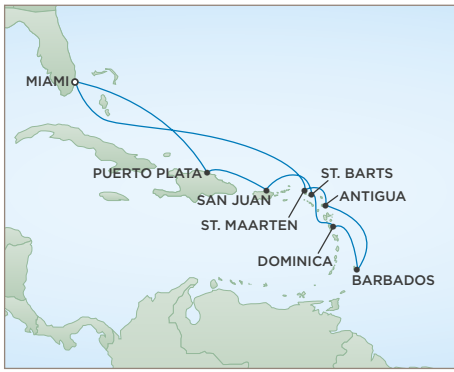 MIAMI
PUERTO PLATA
ST. BARTS
SAN JUAN
ANTIGUA
ST. MAARTEN
DOMINICA
BARBADOS